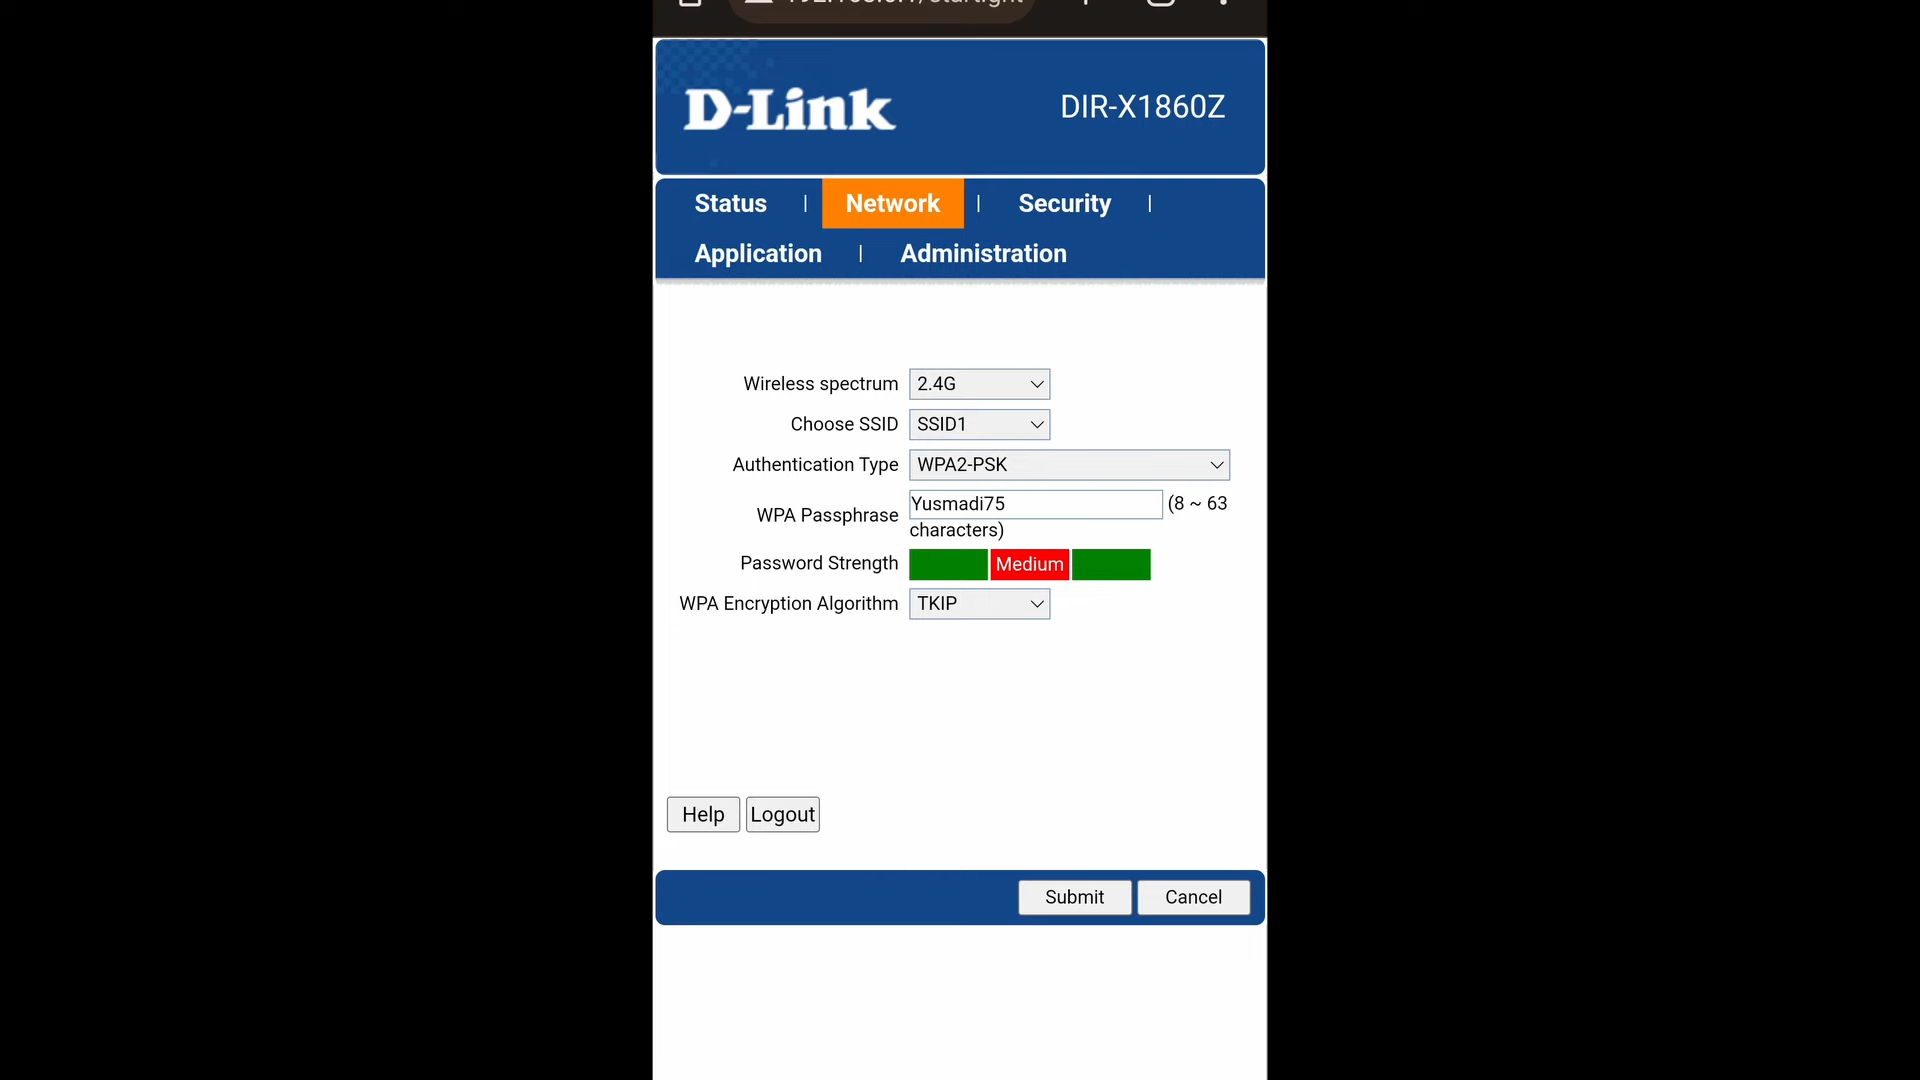 D-Link
DIR-X1860Z
Status | Network | Security |
Application | Administration
Wireless spectrum 2.4G
Choose SSID SSID1
Authentication Type WPA2-PSK
WPA Passphrase Yusmadi75 (8 ~ 63
characters)
Password Strength Medium
WPA Encryption Algorithm TKIP
Help Logout
Submit Cancel